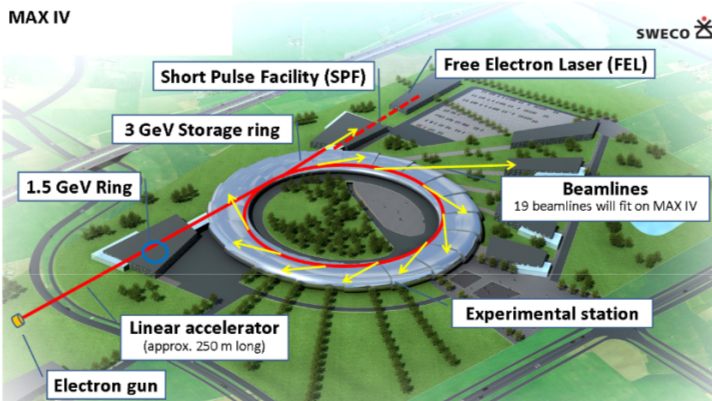 MAX IV
SWECO
Short Pulse Facility (SPF)
Free Electron Laser (FEL)
3 GeV Storage ring
1.5 GeV Ring
Beamlines
19 beamlines will fit on MAX IV
Experimental station
Linear accelerator
(approx. 250 m long)
Electron gun